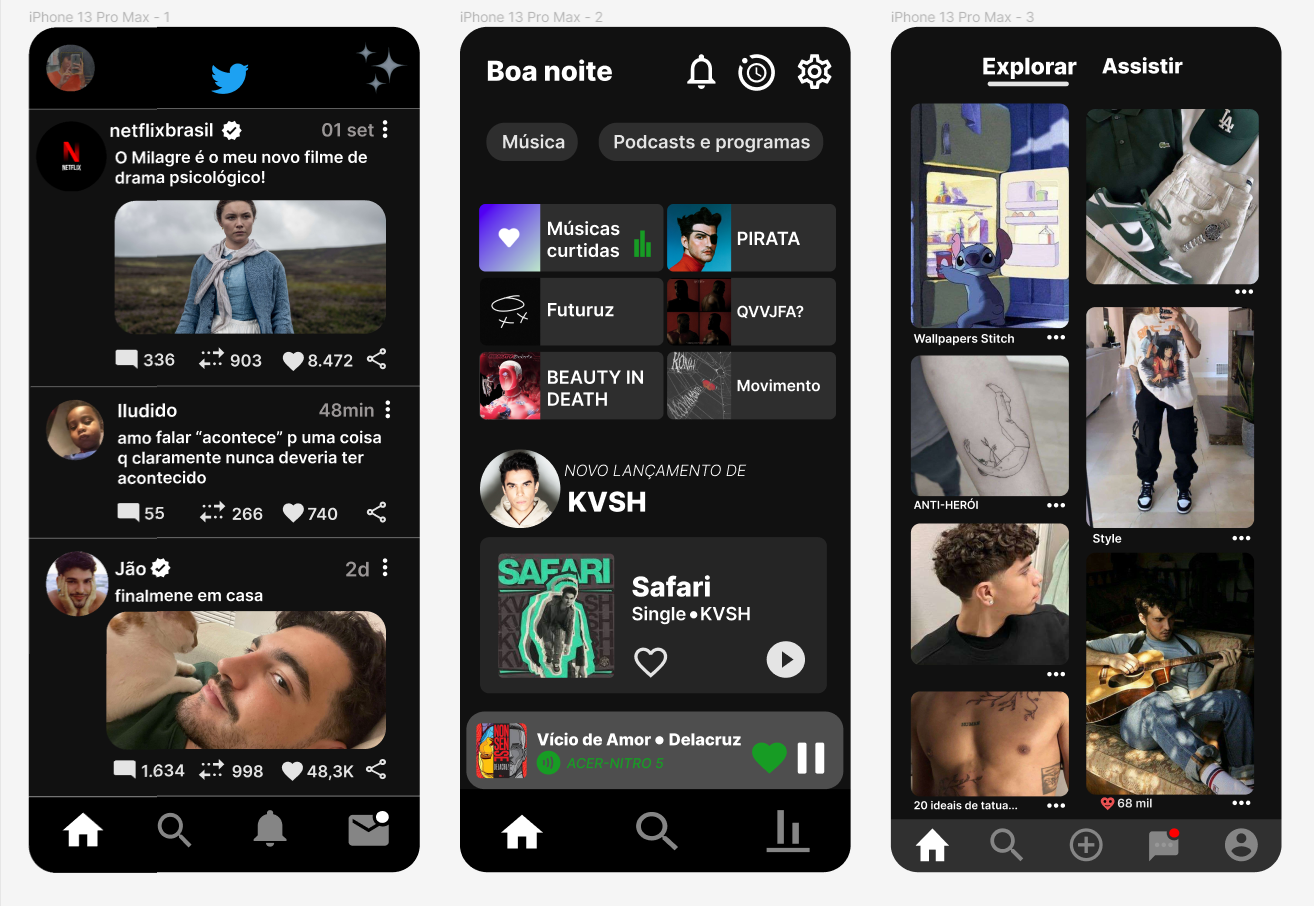 iPhone 13 Pro Max - 1
netflixbrasil
01 set
O Milagre é o meu novo filme de
drama psicológico!
NETFLIX
336
903
8.472
Iludido
48min
amo falar “acontece” p uma coisa
q claramente nunca deveria ter
acontecido
55
266
740
Jão
2d
finalmene em casa
1.634
998
48,3K
iPhone 13 Pro Max - 2
Boa noite
Música
Podcasts e programas
Músicas
curtidas
PIRATA
Futuruz
QVVJFA?
BEAUTY IN
DEATH
Movimento
NOVO LANÇAMENTO DE
KVSH
SAFARI
Safari
Single•KVSH
Vício de Amor • Delacruz
ACER-NITRO 5
iPhone 13 Pro Max - 3
Explorar
Assistir
LA
Wallpapers Stitch
ANTI-HERÓI
Style
20 ideais de tatua...
68 mil